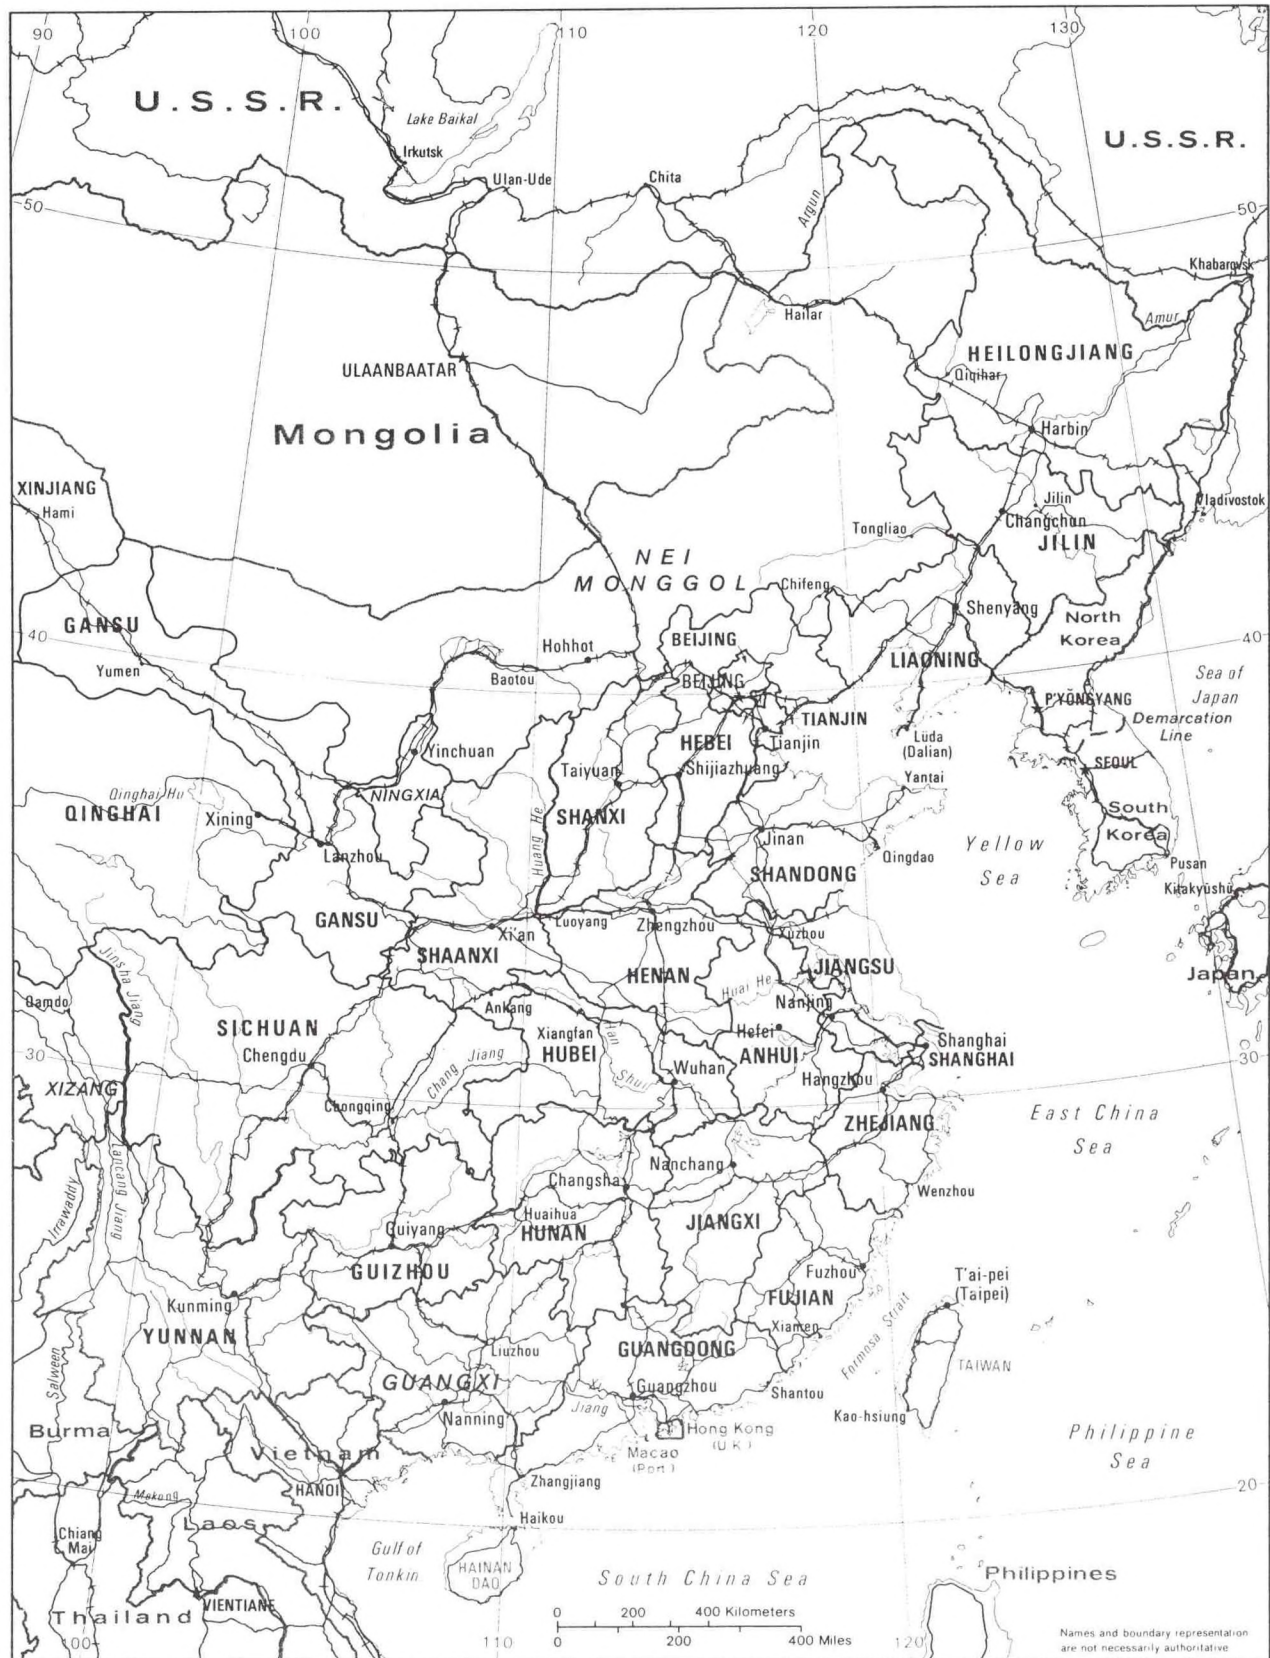 90
100
110
120
130
U.S.S.R.
Lake Baikal
Irkutsk
Ulan-Ude
Chita
Argun
U.S.S.R.
50
50
Khabarovsk
Amur
Hailar
HEILONGJIANG
Qiqihar
ULAANBAATAR
Mongolia
Harbin
XINJIANG
Hami
Jilin
Vladivostok
Changchun
Tongliao
JILIN
NEI
MONGGOL
Chifeng
Shenyang
North
Korea
GANSU
40
40
Yumen
Hohhot
Baotou
BEIJING
BEIJING
LIAONING
Sea of
Japan
P'YŎNGYANG
Demarcation
Line
TIANJIN
Tianjin
Lüda
(Dalian)
HEBEI
Yinchuan
Taiyuan
Shijiazhuang
SEOUL
Yantai
Qinghai Hu
QINGHAI
Xining
NINGXIA
SHANXI
Huang He
South
Korea
Lanzhou
Jinan
Qingdao
Yellow
Sea
Pusan
SHANDONG
Kitakyūshū
GANSU
Luoyang
Zhengzhou
Xuzhou
Xi'an
SHAANXI
HENAN
JIANGSU
Japan
Jinsha Jiang
Huai He
Qamdo
Nanjing
Ankang
SICHUAN
Chengdu
Xiangfan
HUBEI
Han
Shui
Hefei
ANHUI
Shanghai
SHANGHAI
30
30
Chang Jiang
Wuhan
Hangzhou
XIZANG
Chongqing
East China
Sea
ZHEJIANG
Lancang Jiang
Irrawaddy
Nanchang
Changsha
Wenzhou
Huaihua
HUNAN
JIANGXI
Guiyang
GUIZHOU
Fuzhou
T'ai-pei
(Taipei)
Kunming
FUJIAN
YUNNAN
Xiamen
Formosa Strait
Liuzhou
GUANGDONG
TAIWAN
Salween
GUANGXI
Guangzhou
Shantou
Xi
Jiang
Kao-hsiung
Nanning
Hong Kong
(U.K.)
Burma
Vietnam
Macao
(Port.)
Philippine
Sea
HANOI
Zhangjiang
20
Mekong
Laos
Haikou
Chiang
Mai
Gulf of
Tonkin
HAINAN
DAO
South China Sea
Philippines
VIENTIANE
Thailand
0 200 400 Kilometers
0 200 400 Miles
100
110
120
Names and boundary representation
are not necessarily authoritative